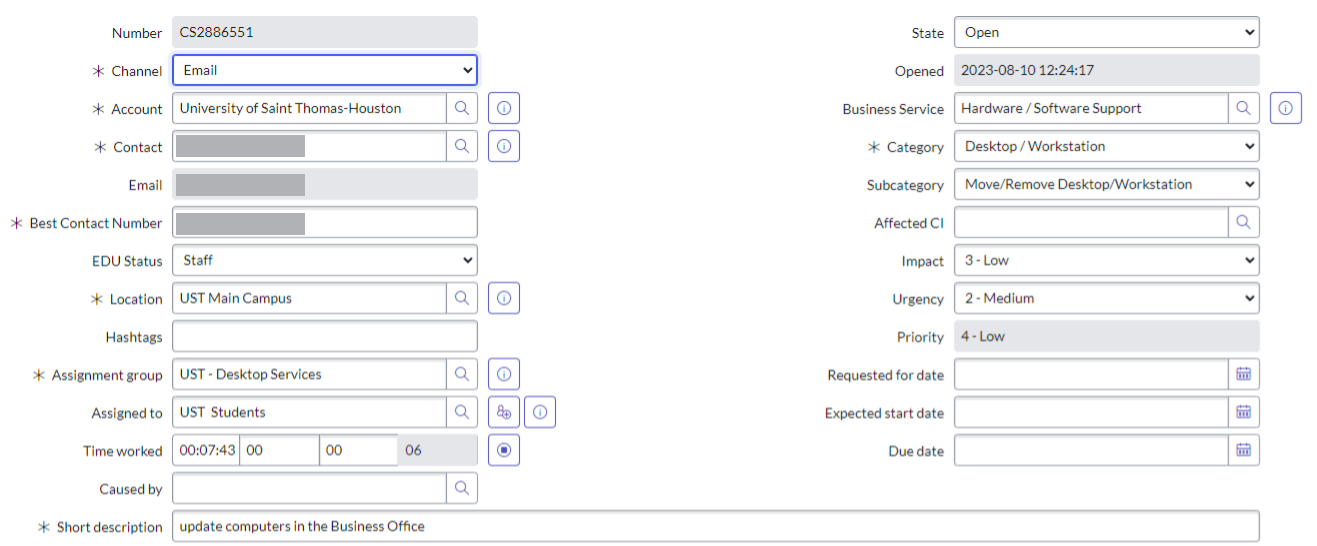 Number CS2886551
State Open
✳ Channel Email
Opened 2023-08-10 12:24:17
✳ Account University of Saint Thomas-Houston
Business Service Hardware / Software Support
✳ Contact
✳ Category Desktop / Workstation
Email
Subcategory Move/Remove Desktop/Workstation
✳ Best Contact Number
Affected CI
EDU Status Staff
Impact 3 - Low
✳ Location UST Main Campus
Urgency 2 - Medium
Hashtags
Priority 4 - Low
✳ Assignment group UST - Desktop Services
Requested for date
Assigned to UST Students
Expected start date
Time worked 00:07:43 00 00 06
Due date
Caused by
✳ Short description update computers in the Business Office